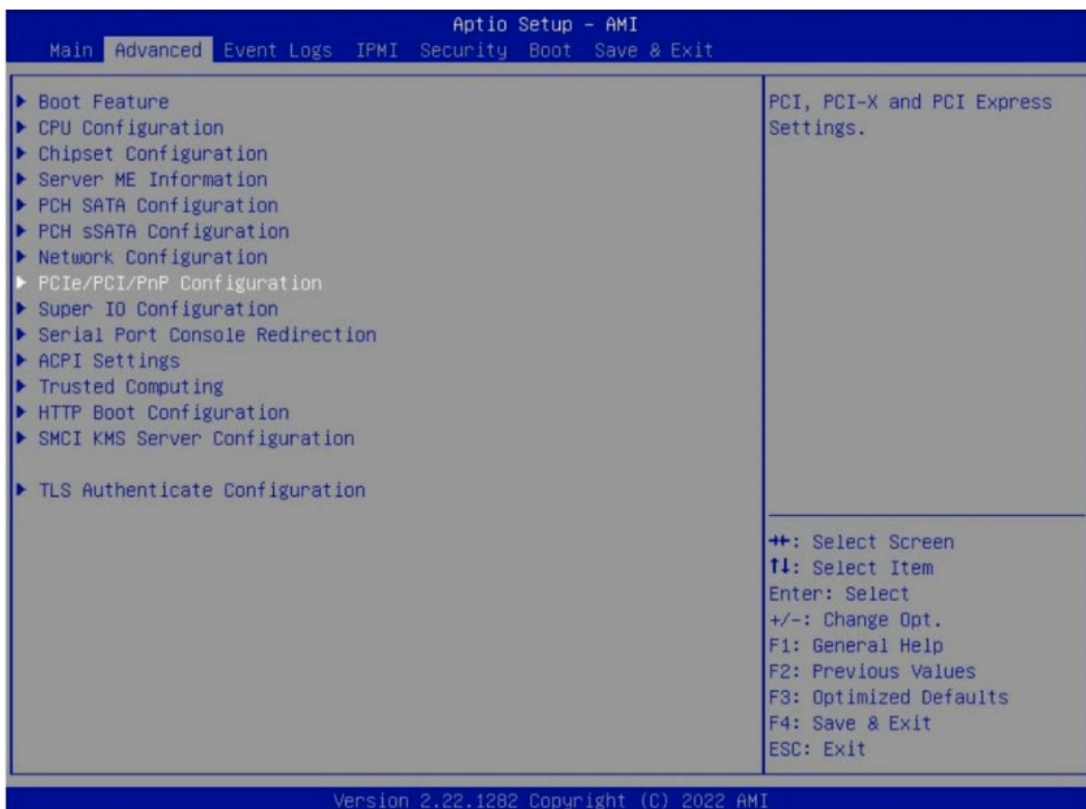 Aptio Setup – AMI
Main Advanced Event Logs IPMI Security Boot Save & Exit
▶ Boot Feature
▶ CPU Configuration
▶ Chipset Configuration
▶ Server ME Information
▶ PCH SATA Configuration
▶ PCH sSATA Configuration
▶ Network Configuration
▶ PCIe/PCI/PnP Configuration
▶ Super IO Configuration
▶ Serial Port Console Redirection
▶ ACPI Settings
▶ Trusted Computing
▶ HTTP Boot Configuration
▶ SMCI KMS Server Configuration
▶ TLS Authenticate Configuration
PCI, PCI-X and PCI Express
Settings.
→←: Select Screen
↑↓: Select Item
Enter: Select
+/-: Change Opt.
F1: General Help
F2: Previous Values
F3: Optimized Defaults
F4: Save & Exit
ESC: Exit
Version 2.22.1282 Copyright (C) 2022 AMI